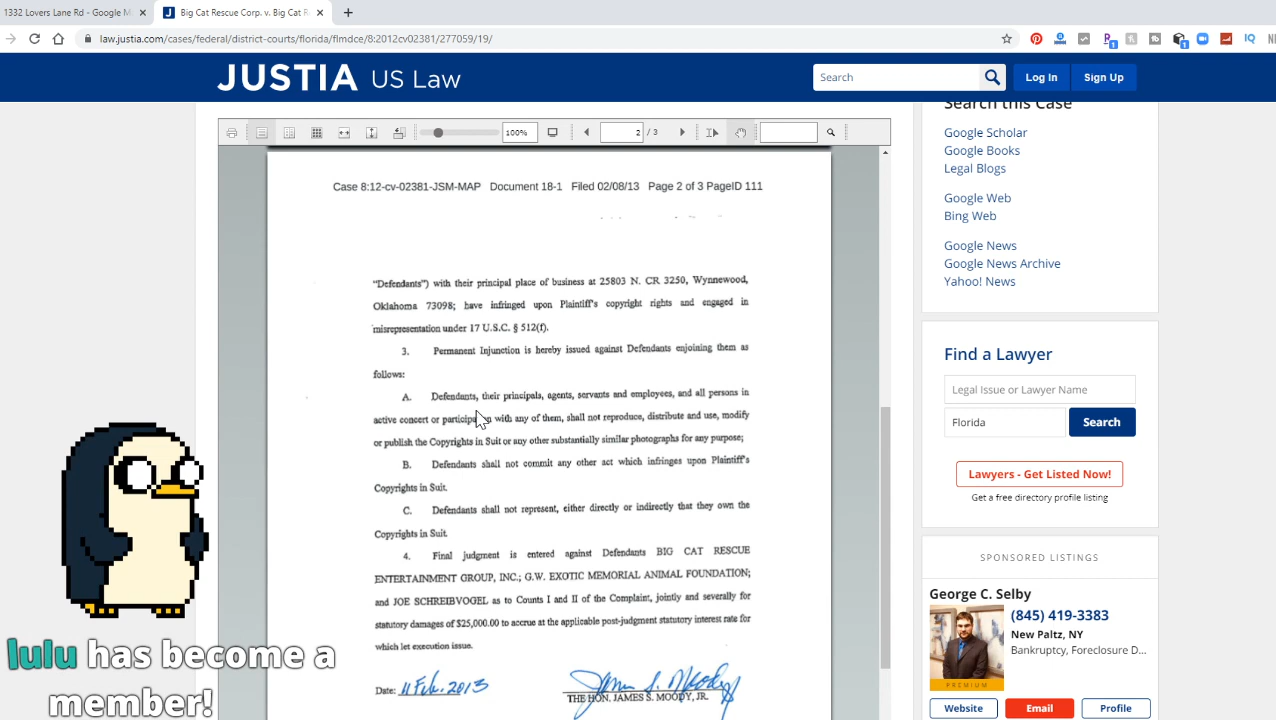 1332 Lovers Lane Rd - Google M
Big Cat Rescue Corp. v. Big Cat R
law.justia.com/cases/federal/district-courts/florida/flmdce/8:2012cv02381/277059/19/
JUSTIA US Law
Search
Log In
Sign Up
100%
2 / 3
Case 8:12-cv-02381-JSM-MAP Document 18-1 Filed 02/08/13 Page 2 of 3 PageID 111
"Defendants") with their principal place of business at 25803 N. CR 3250, Wynnewood,
Oklahoma 73098; have infringed upon Plaintiff's copyright rights and engaged in
misrepresentation under 17 U.S.C. § 512(f).
3. Permanent Injunction is hereby issued against Defendants enjoining them as
follows:
A. Defendants, their principals, agents, servants and employees, and all persons in
active concert or participa n with any of them, shall not reproduce, distribute and use, modify
or publish the Copyrights in Suit or any other substantially similar photographs for any purpose;
B. Defendants shall not commit any other act which infringes upon Plaintiff's
Copyrights in Suit.
C. Defendants shall not represent, either directly or indirectly that they own the
Copyrights in Suit.
4. Final judgment is entered against Defendants BIG CAT RESCUE
ENTERTAINMENT GROUP, INC.; G.W. EXOTIC MEMORIAL ANIMAL FOUNDATION;
and JOE SCHREIBVOGEL as to Counts I and II of the Complaint, jointly and severally for
statutory damages of $25,000.00 to accrue at the applicable post-judgment statutory interest rate for
which let execution issue.
Date: 11 Feb. 2013
James S. Moody Jr
THE HON. JAMES S. MOODY, JR.
Search this Case
Google Scholar
Google Books
Legal Blogs
Google Web
Bing Web
Google News
Google News Archive
Yahoo! News
Find a Lawyer
Legal Issue or Lawyer Name
Florida
Search
Lawyers - Get Listed Now!
Get a free directory profile listing
SPONSORED LISTINGS
George C. Selby
(845) 419-3383
New Paltz, NY
Bankruptcy, Foreclosure D...
PREMIUM
Website
Email
Profile
lulu has become a
member!